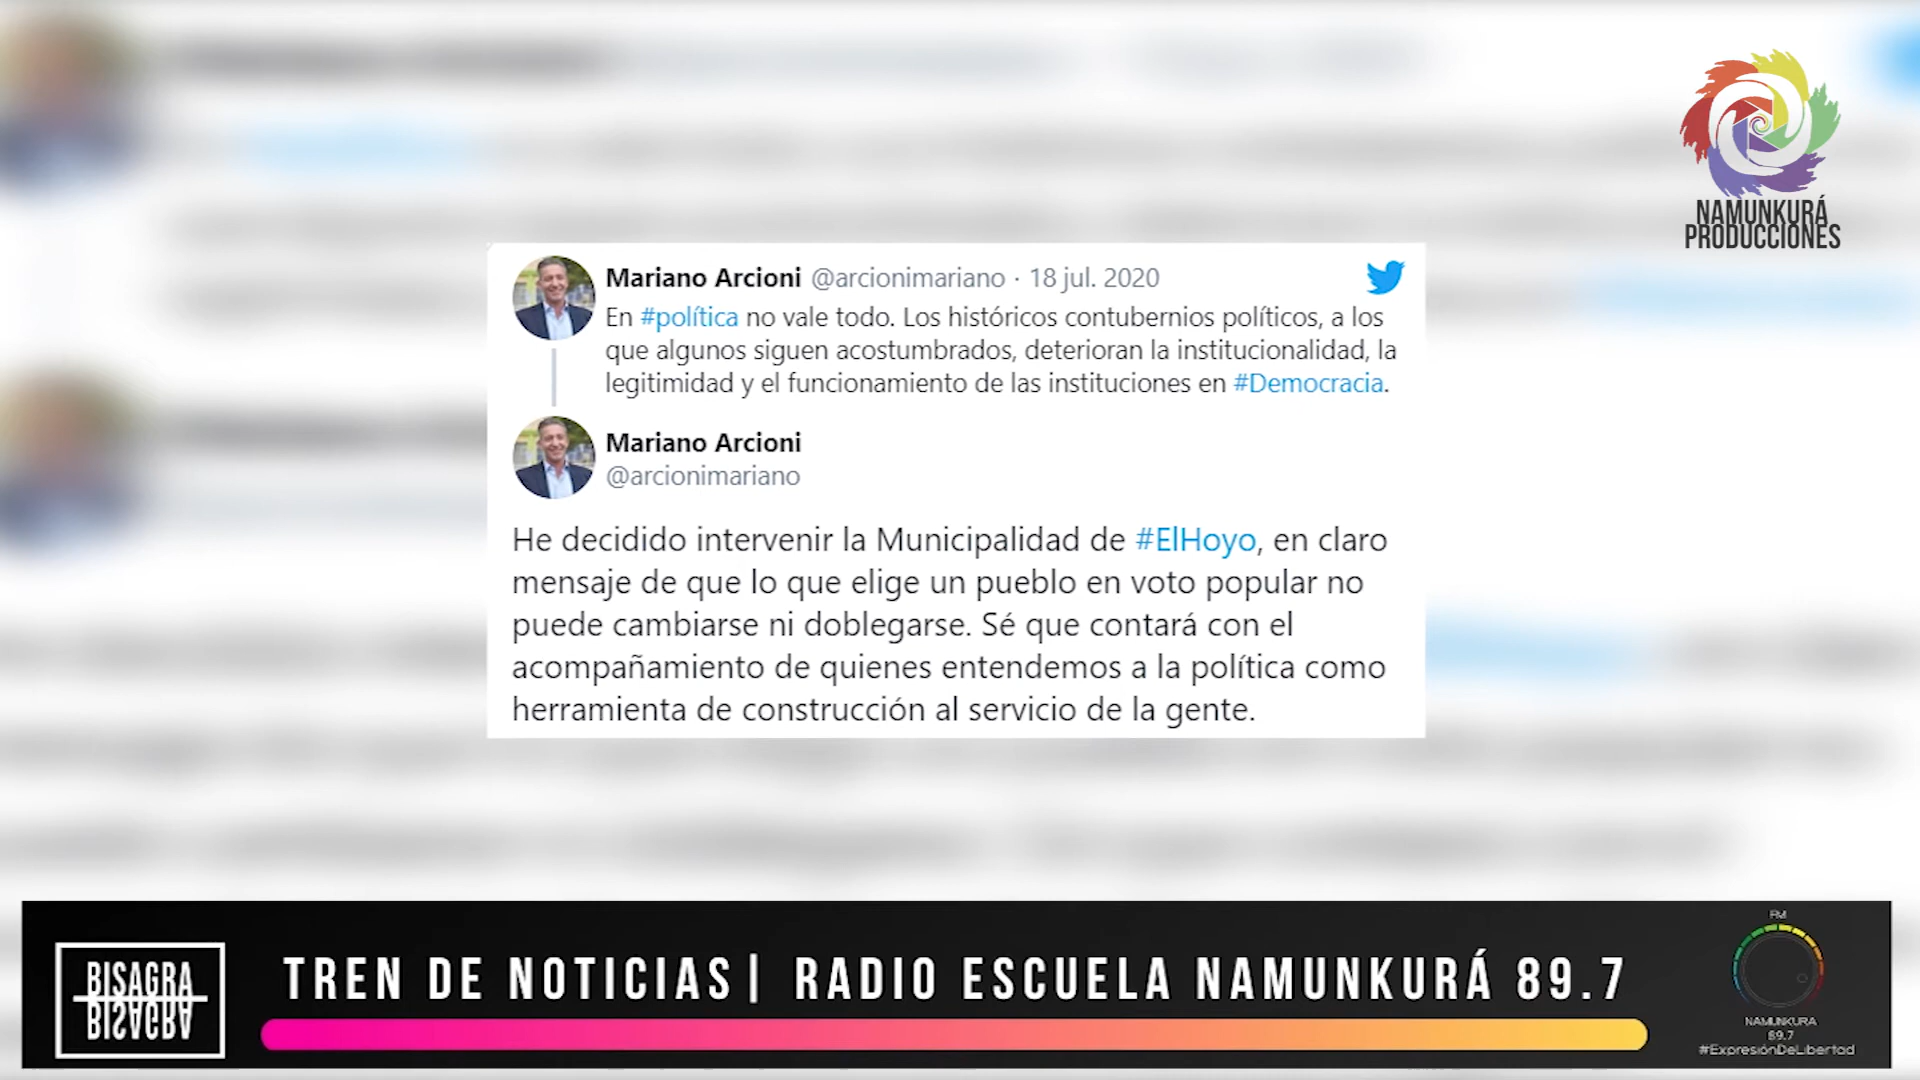 NAMUNKURÁ
PRODUCCIONES
Mariano Arcioni @arcionimariano · 18 jul. 2020
En #política no vale todo. Los históricos contubernios políticos, a los
que algunos siguen acostumbrados, deterioran la institucionalidad, la
legitimidad y el funcionamiento de las instituciones en #Democracia.
Mariano Arcioni
@arcionimariano
He decidido intervenir la Municipalidad de #ElHoyo, en claro
mensaje de que lo que elige un pueblo en voto popular no
puede cambiarse ni doblegarse. Sé que contará con el
acompañamiento de quienes entendemos a la política como
herramienta de construcción al servicio de la gente.
BISAGRA
BISAGRA
TREN DE NOTICIAS| RADIO ESCUELA NAMUNKURÁ 89.7
FM
NAMUNKURA
89.7
#ExpresiónDeLibertad